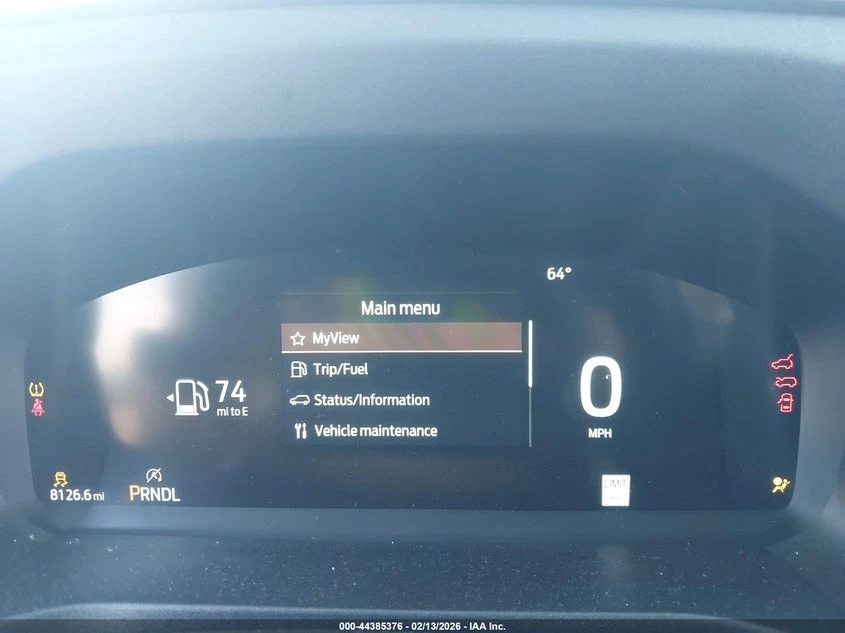 64°
Main menu
MyView
Trip/Fuel
Status/Information
Vehicle maintenance
74
mi to E
0
MPH
8126.6 mi
PRNDL
LIMIT
--
000-44385376 - 02/13/2026 - IAA Inc.